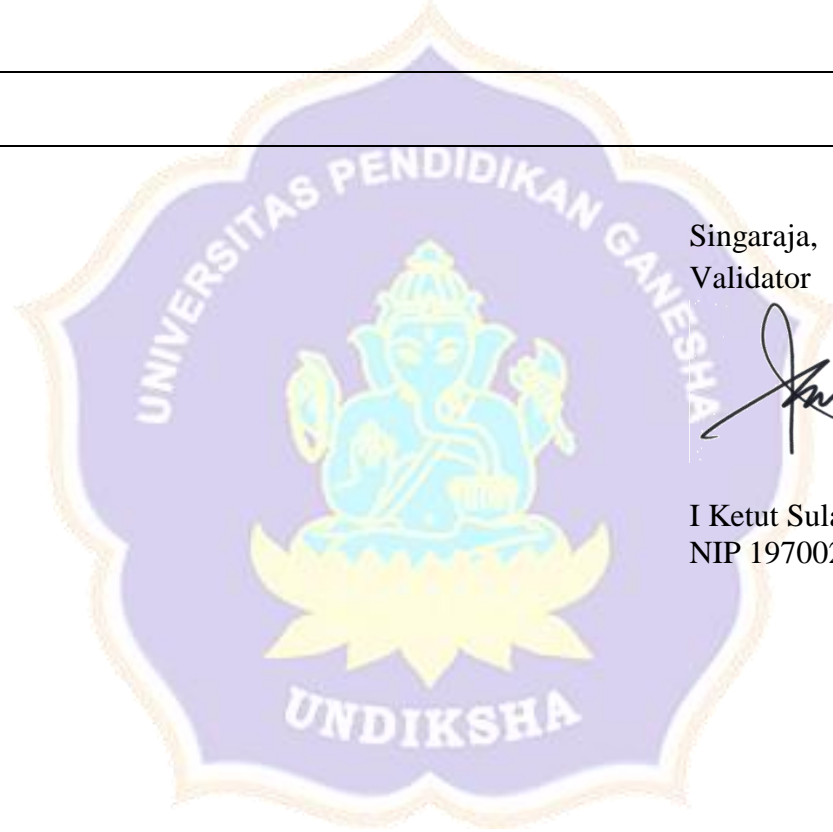 UNIVERSITAS PENDIDIKAN GANESHA
Singaraja,
Validator
I Ketut Sula
NIP 197002
UNDIKSHA